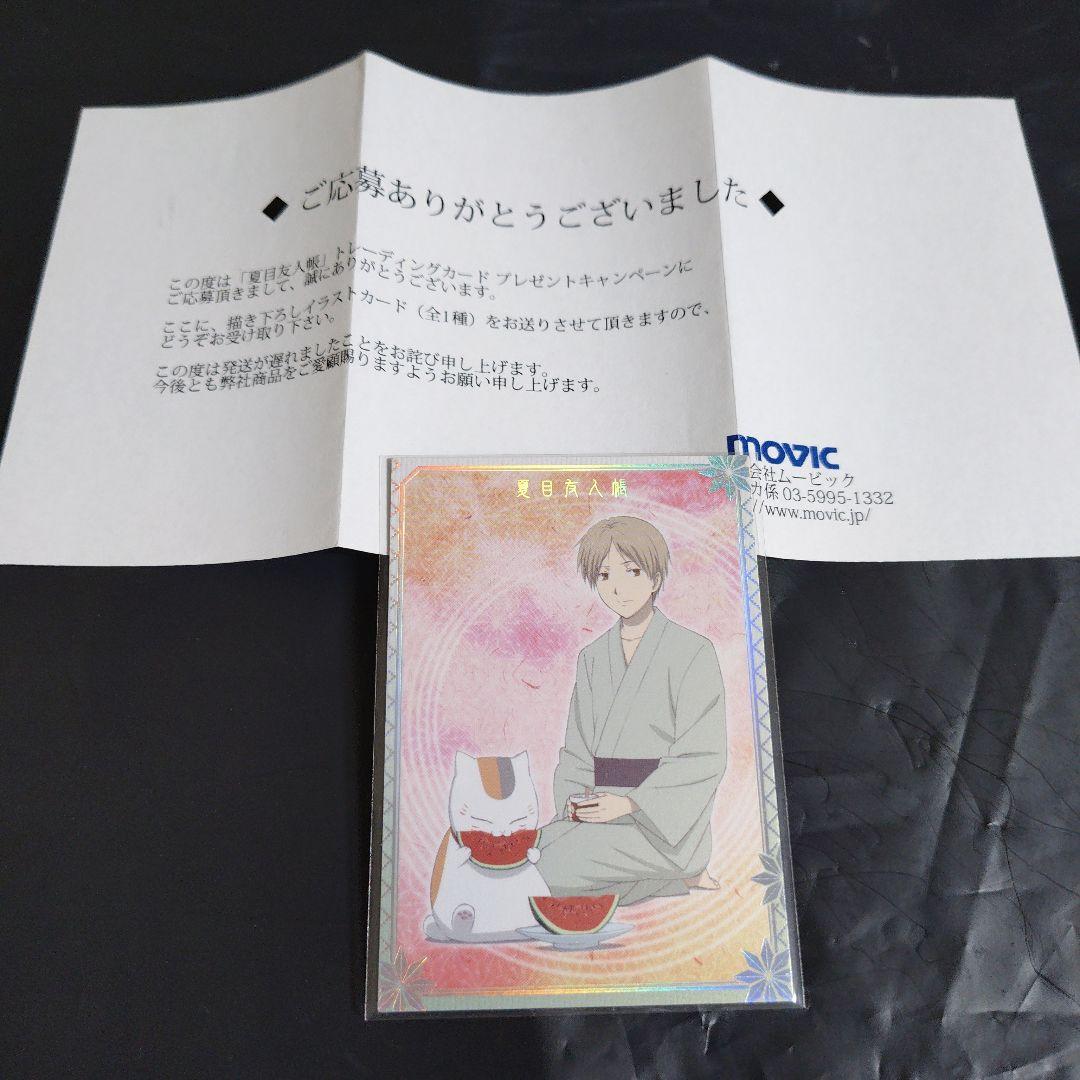 ◆ご応募ありがとうございました◆
この度は「夏目友人帳」トレーディングカード プレゼントキャンペーンに
ご応募頂きまして、誠にありがとうございます。
ここに、描き下ろしイラストカード（全1種）をお送りさせて頂きますので、
どうぞお受け取り下さい。
この度は発送が遅れましたことをお詫び申し上げます。
今後とも弊社商品をご愛顧賜りますようお願い申し上げます。
movic
会社ムービック
係 03-5995-1332
//www.movic.jp/
夏目友人帳